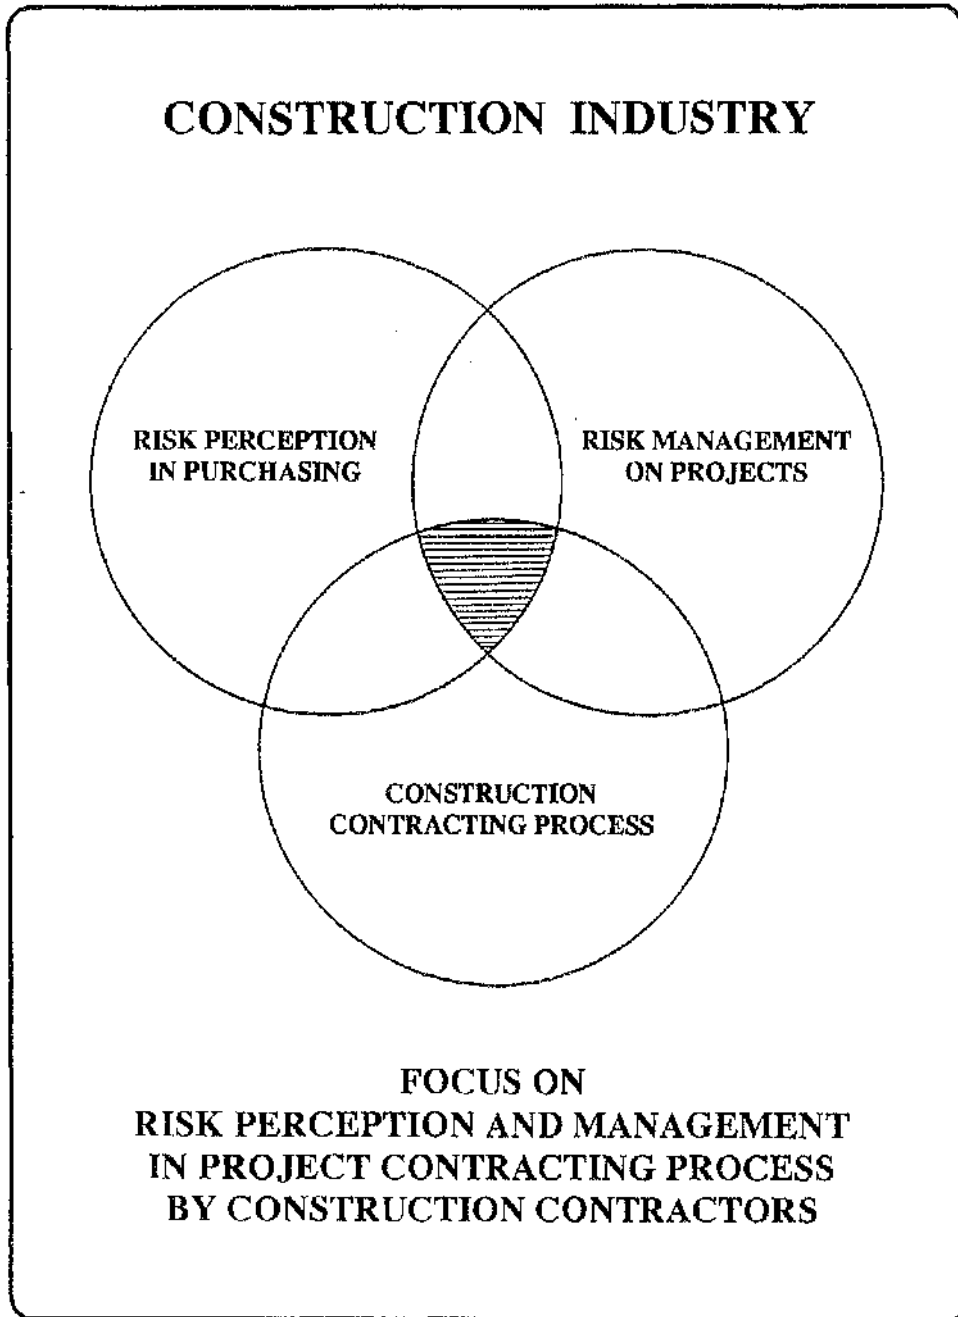 CONSTRUCTION INDUSTRY
RISK PERCEPTION
IN PURCHASING
RISK MANAGEMENT
ON PROJECTS
CONSTRUCTION
CONTRACTING PROCESS
FOCUS ON
RISK PERCEPTION AND MANAGEMENT
IN PROJECT CONTRACTING PROCESS
BY CONSTRUCTION CONTRACTORS